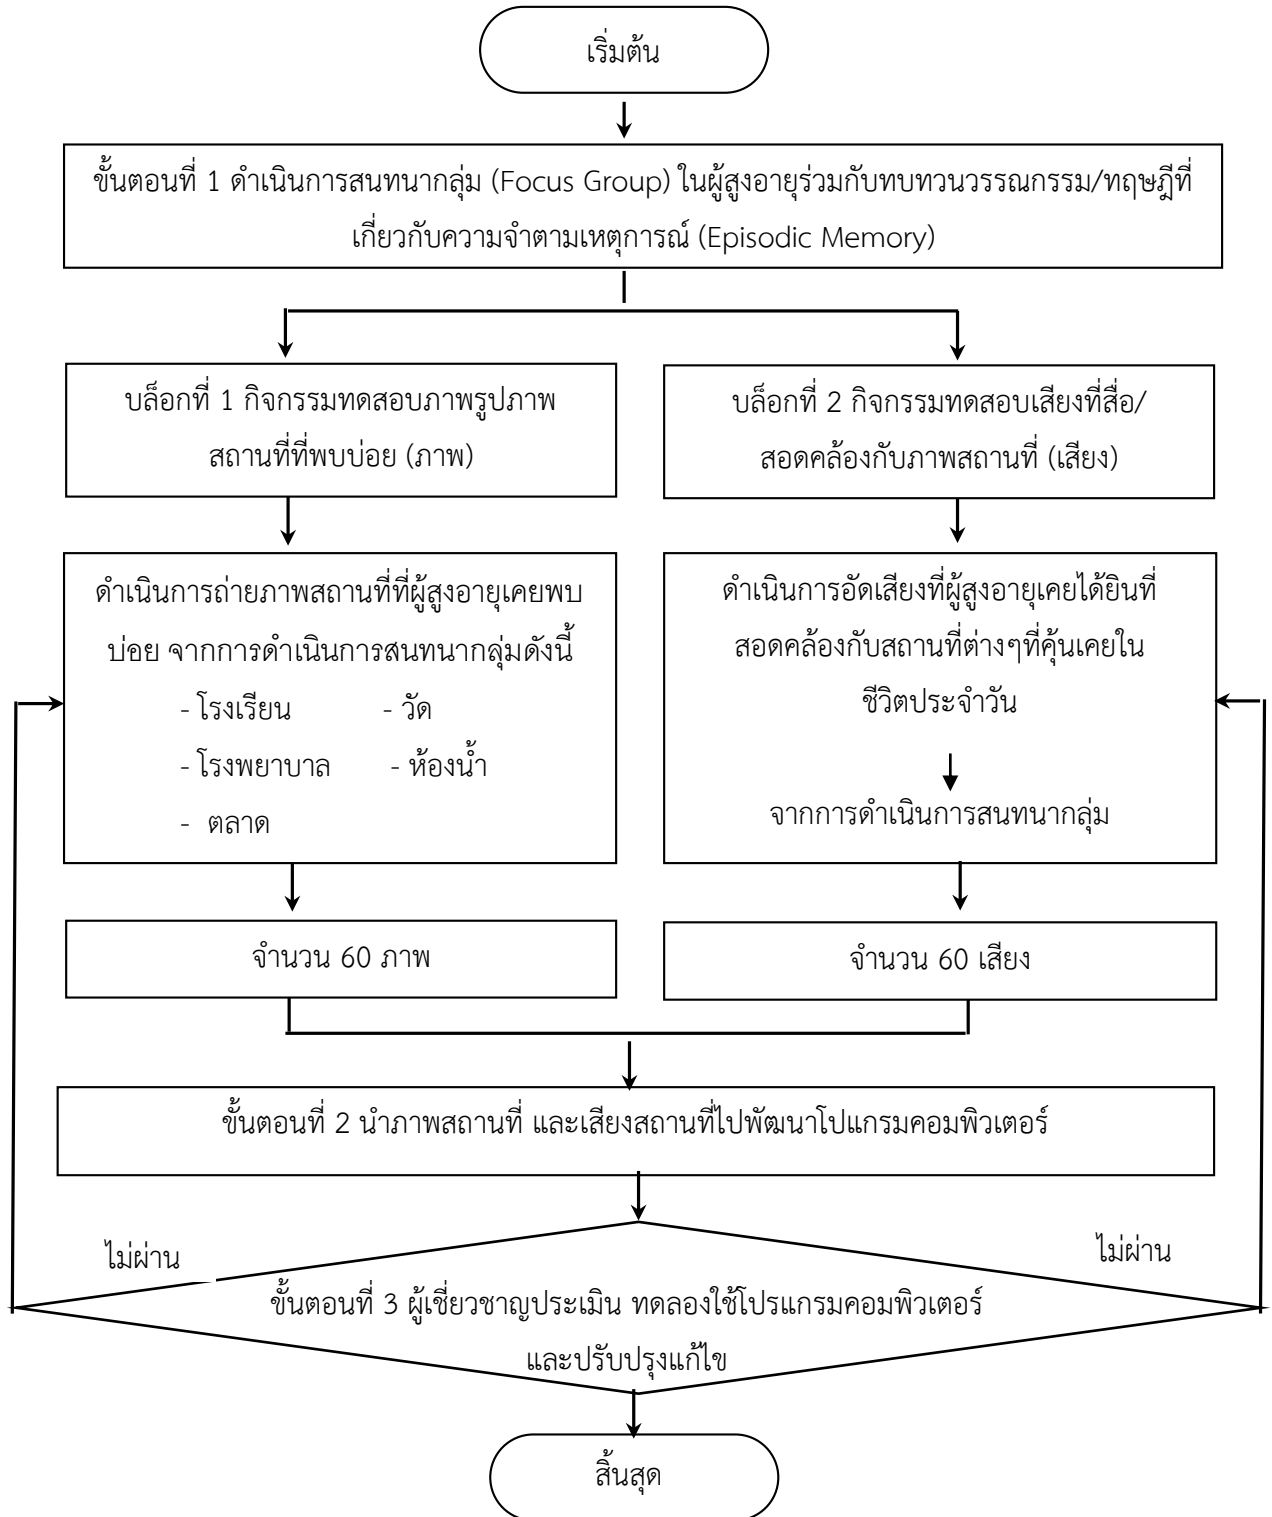 เริ่มต้น
ขั้นตอนที่ 1 ดำเนินการสนทนากลุ่ม (Focus Group) ในผู้สูงอายุร่วมกับทบทวนวรรณกรรม/ทฤษฎีที่
เกี่ยวกับความจำตามเหตุการณ์ (Episodic Memory)
บล็อกที่ 1 กิจกรรมทดสอบภาพรูปภาพ
สถานที่ที่พบบ่อย (ภาพ)
บล็อกที่ 2 กิจกรรมทดสอบเสียงที่สื่อ/
สอดคล้องกับภาพสถานที่ (เสียง)
ดำเนินการถ่ายภาพสถานที่ที่ผู้สูงอายุเคยพบ
บ่อย จากการดำเนินการสนทนากลุ่มดังนี้
- โรงเรียน - วัด
- โรงพยาบาล - ห้องน้ำ
- ตลาด
ดำเนินการอัดเสียงที่ผู้สูงอายุเคยได้ยินที่
สอดคล้องกับสถานที่ต่างๆที่คุ้นเคยใน
ชีวิตประจำวัน
จากการดำเนินการสนทนากลุ่ม
จำนวน 60 ภาพ
จำนวน 60 เสียง
ขั้นตอนที่ 2 นำภาพสถานที่ และเสียงสถานที่ไปพัฒนาโปแกรมคอมพิวเตอร์
ไม่ผ่าน
ไม่ผ่าน
ขั้นตอนที่ 3 ผู้เชี่ยวชาญประเมิน ทดลองใช้โปรแกรมคอมพิวเตอร์
และปรับปรุงแก้ไข
สิ้นสุด